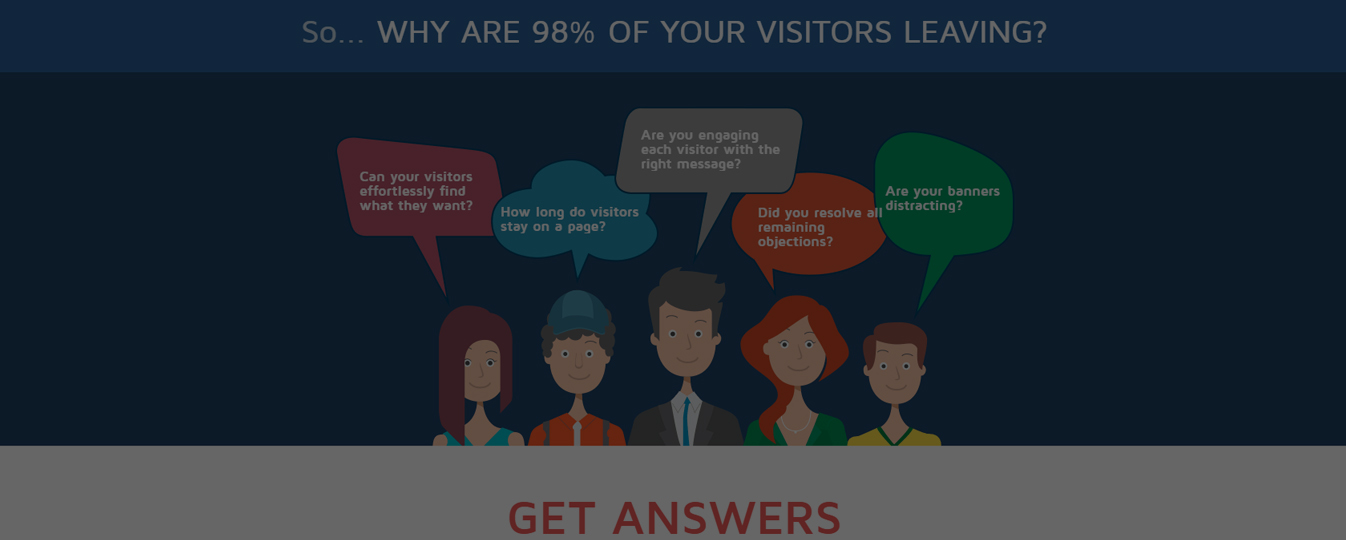 So... WHY ARE 98% OF YOUR VISITORS LEAVING?
Can your visitors
effortlessly find
what they want?
How long do visitors
stay on a page?
Are you engaging
each visitor with the
right message?
Did you resolve all
remaining
objections?
Are your banners
distracting?
GET ANSWERS